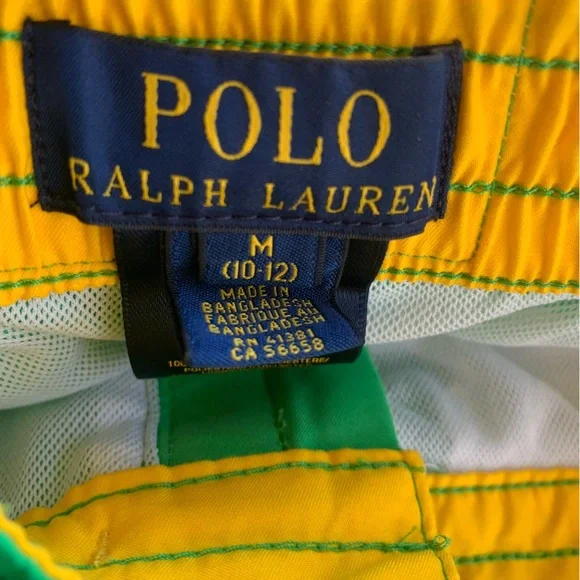 POLO
RALPH LAUREN
M
(10-12)
MADE IN
BANGLADESH
FABRIQUE AU
BANGLADESH
RN 41381
CA 56658